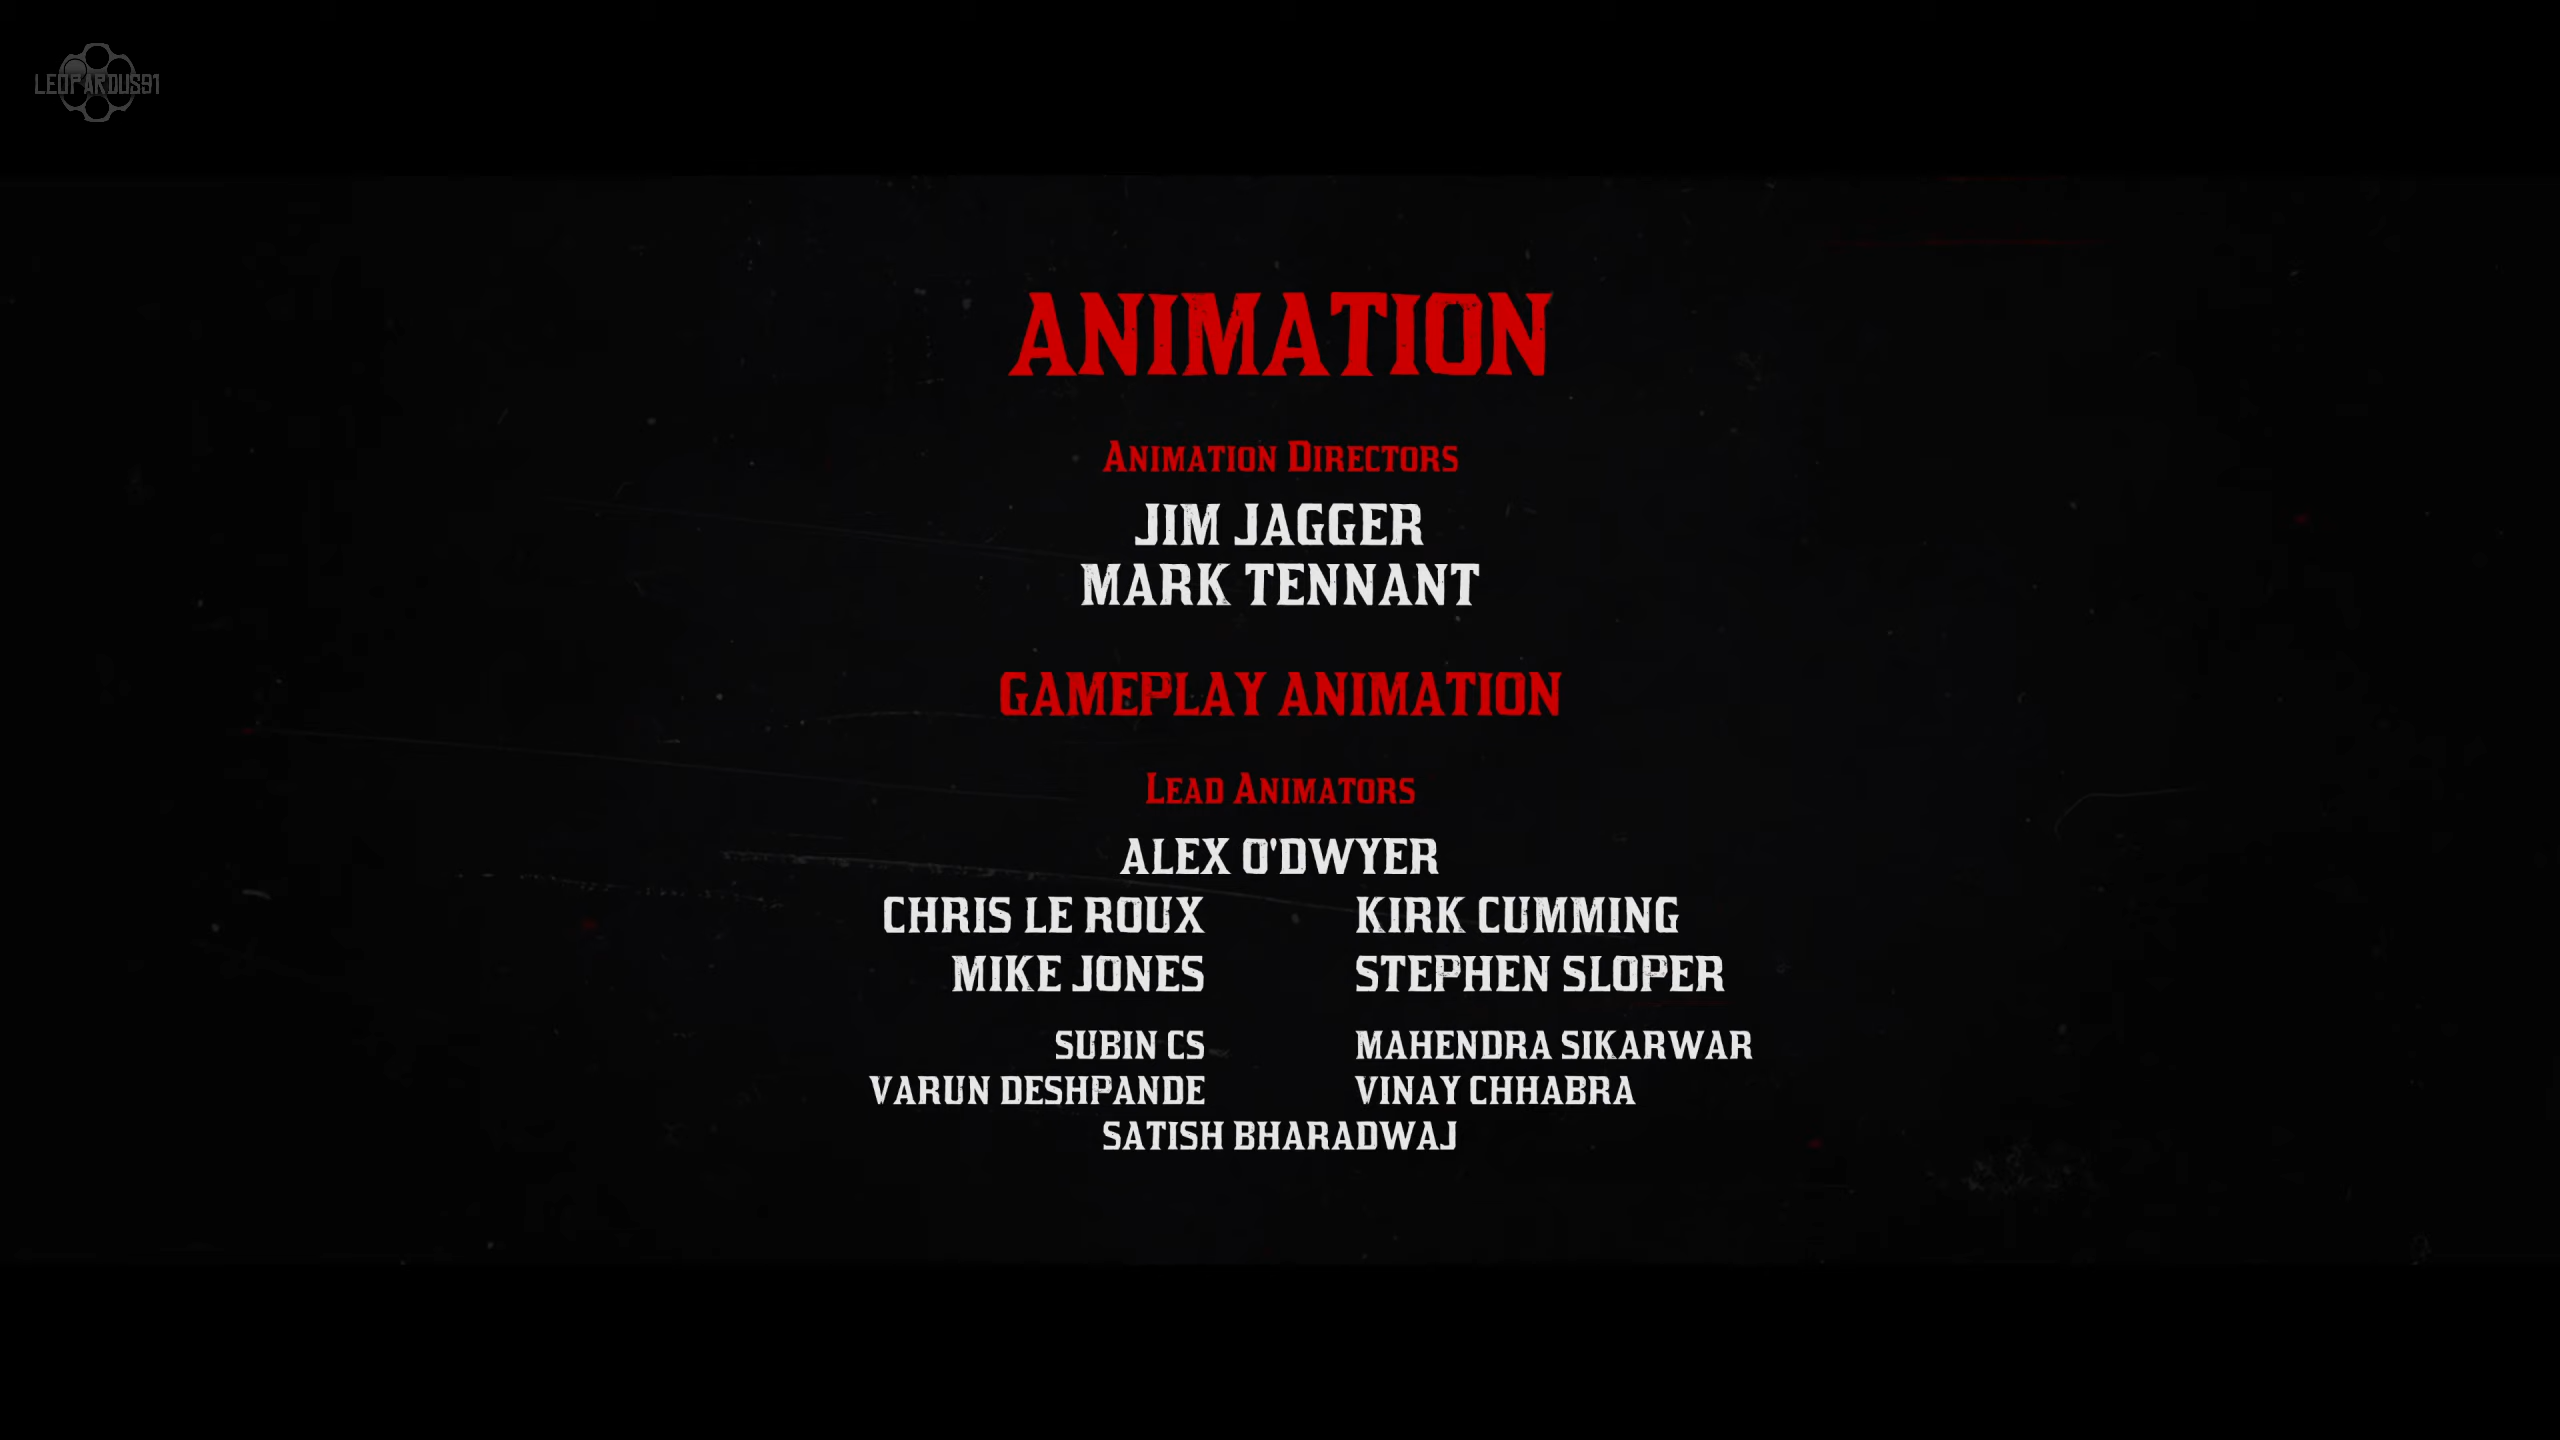 LEOPARDUS91
ANIMATION
ANIMATION DIRECTORS
JIM JAGGER
MARK TENNANT
GAMEPLAY ANIMATION
LEAD ANIMATORS
ALEX O'DWYER
CHRIS LE ROUX KIRK CUMMING
MIKE JONES STEPHEN SLOPER
SUBIN CS MAHENDRA SIKARWAR
VARUN DESHPANDE VINAY CHHABRA
SATISH BHARADWAJ